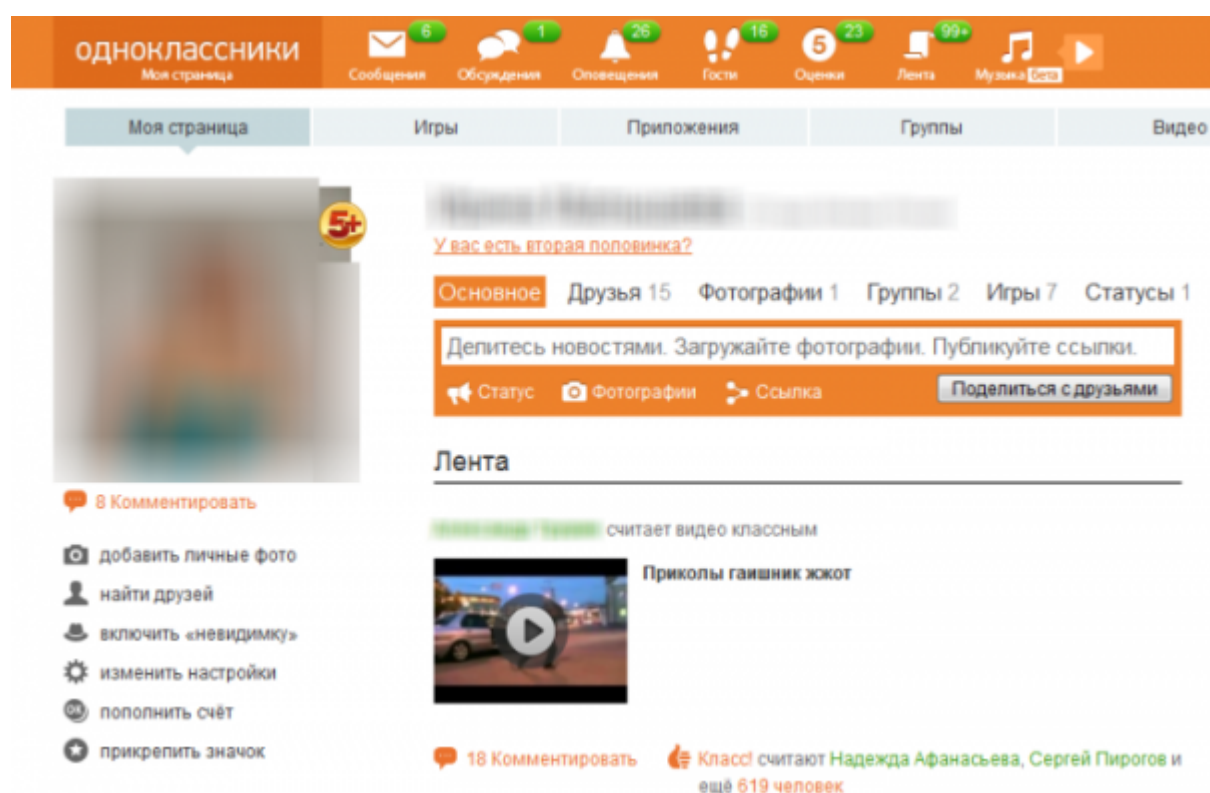 одноклассники
Моя страница
6
Сообщения
1
Обсуждения
26
Оповещения
16
Гости
5
23
Оценки
99+
Лента
Музыка Beta
Моя страница
Игры
Приложения
Группы
Видео
5+
У вас есть вторая половинка?
Основное Друзья 15 Фотографии 1 Группы 2 Игры 7 Статусы 1
Делитесь новостями. Загружайте фотографии. Публикуйте ссылки.
Статус Фотографии Ссылка Поделиться с друзьями
Лента
8 Комментировать
добавить личные фото
найти друзей
включить «невидимку»
изменить настройки
ОК пополнить счёт
прикрепить значок
считает видео классным
Приколы гаишник жжот
18 Комментировать
Класс! считают Надежда Афанасьева, Сергей Пирогов и
ещё 619 человек